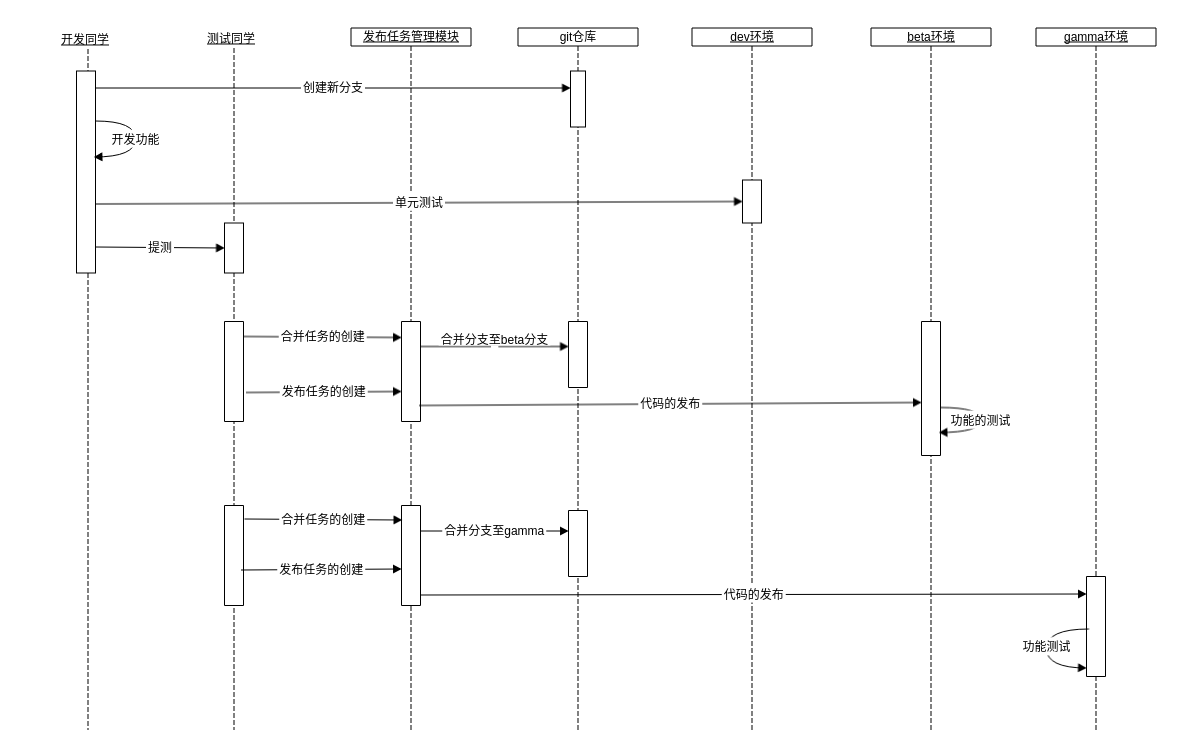 开发同学
测试同学
发布任务管理模块
git仓库
dev环境
beta环境
gamma环境
创建新分支
开发功能
单元测试
提测
合并任务的创建
合并分支至beta分支
发布任务的创建
代码的发布
功能的测试
合并任务的创建
合并分支至gamma
发布任务的创建
代码的发布
功能测试